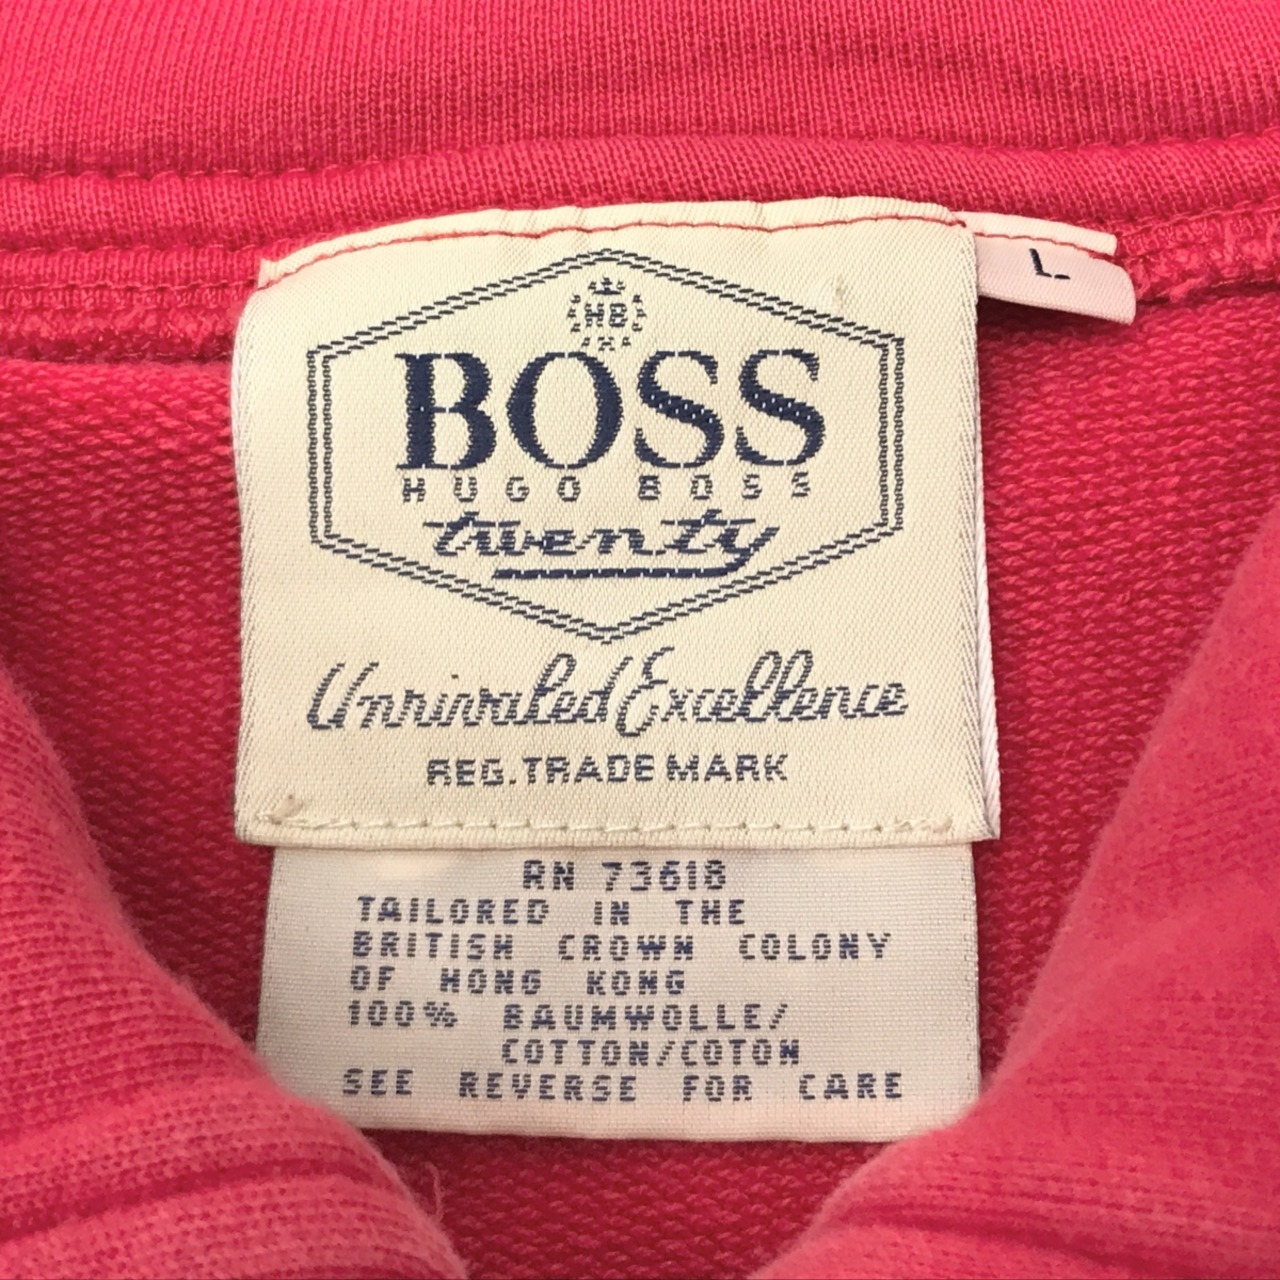 HB
BOSS
HUGO BOSS
twenty
Unrivaled Excellence
REG. TRADE MARK
L
RN 73618
TAILORED IN THE
BRITISH CROWN COLONY
OF HONG KONG
100% BAUMWOLLE/
COTTON/COTON
SEE REVERSE FOR CARE